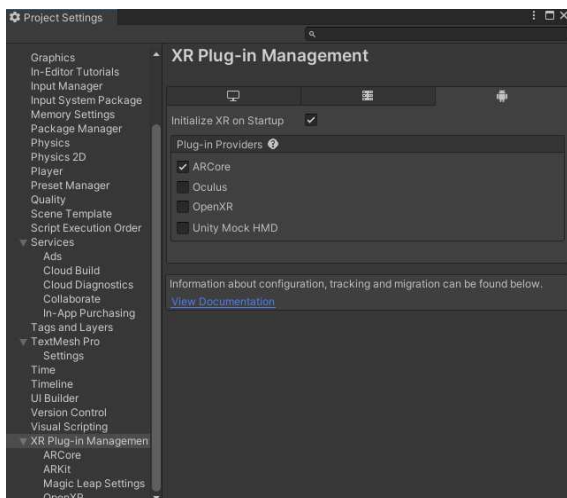 Project Settings
Graphics
In-Editor Tutorials
Input Manager
Input System Package
Memory Settings
Package Manager
Physics
Physics 2D
Player
Preset Manager
Quality
Scene Template
Script Execution Order
Services
Ads
Cloud Build
Cloud Diagnostics
Collaborate
In-App Purchasing
Tags and Layers
TextMesh Pro
Settings
Time
Timeline
UI Builder
Version Control
Visual Scripting
XR Plug-in Managemen
ARCore
ARKit
Magic Leap Settings
OpenXR
XR Plug-in Management
Initialize XR on Startup
Plug-in Providers
ARCore
Oculus
OpenXR
Unity Mock HMD
Information about configuration, tracking and migration can be found below.
View Documentation